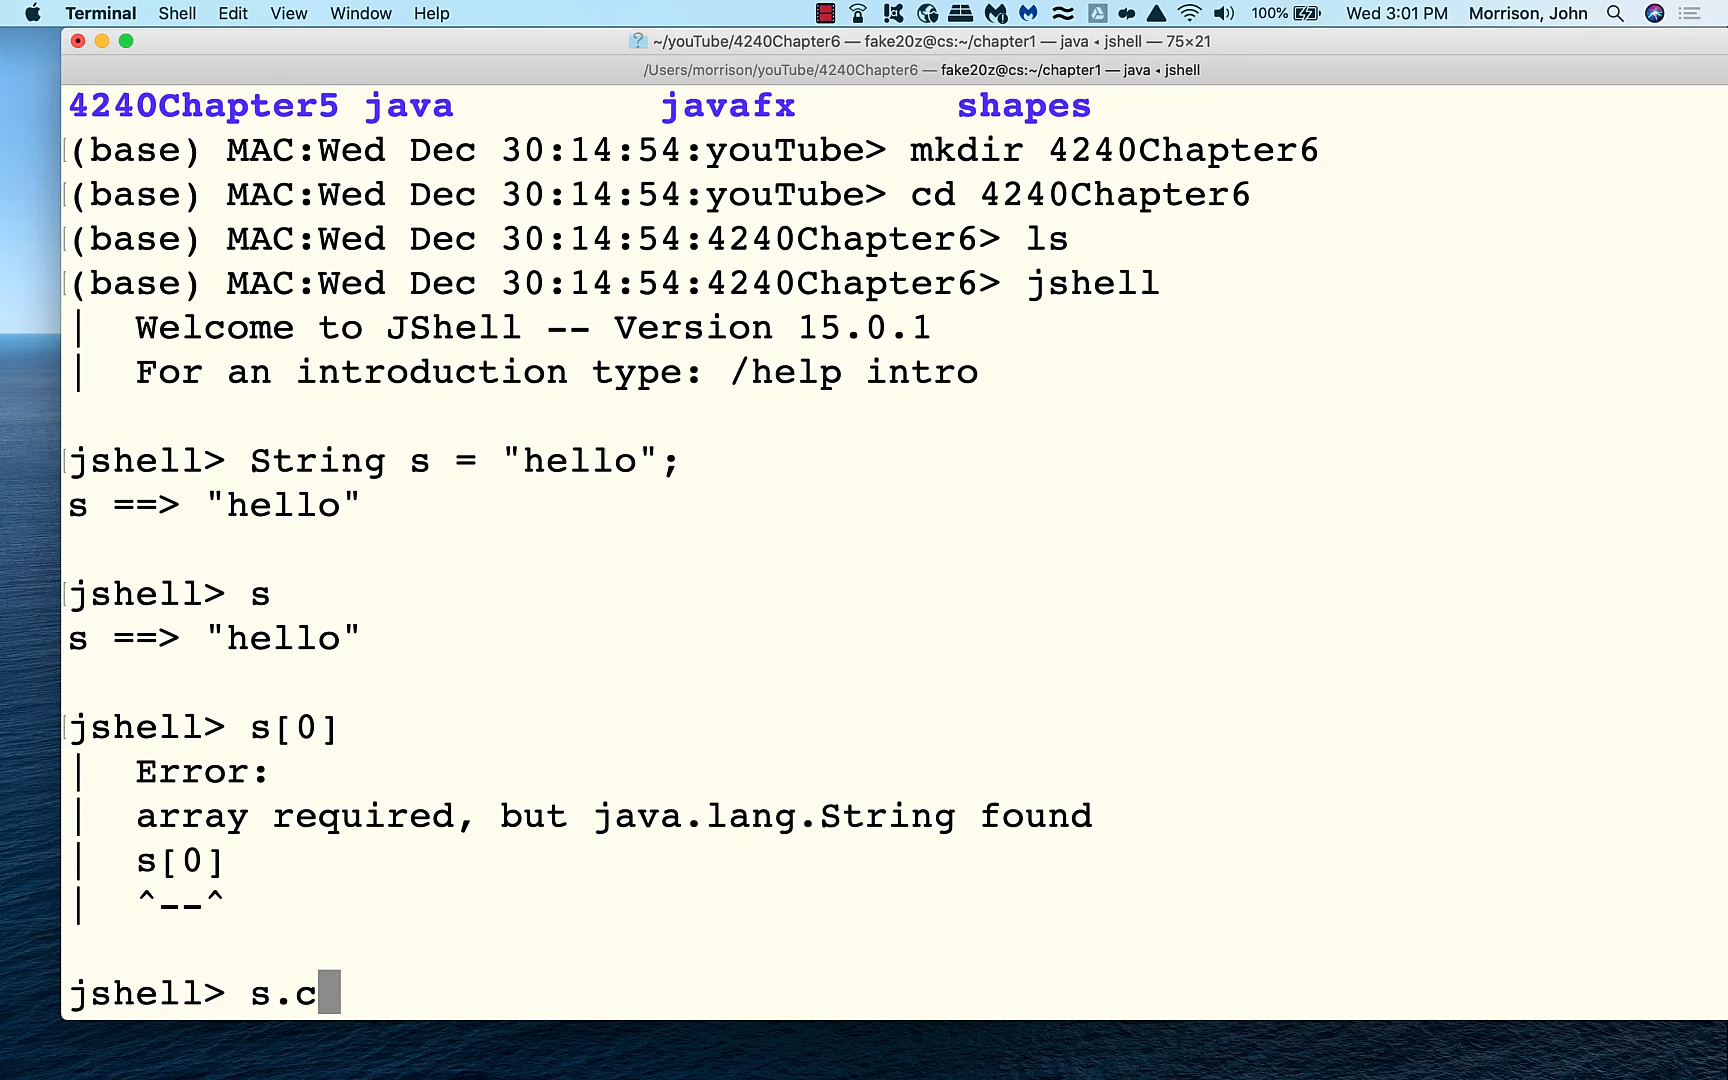 Terminal Shell Edit View Window Help 100% Wed 3:01 PM Morrison, John
~/youTube/4240Chapter6 — fake20z@cs:~/chapter1 — java ◂ jshell — 75×21
/Users/morrison/youTube/4240Chapter6 — fake20z@cs:~/chapter1 — java ◂ jshell
4240Chapter5 java javafx shapes
(base) MAC:Wed Dec 30:14:54:youTube> mkdir 4240Chapter6
(base) MAC:Wed Dec 30:14:54:youTube> cd 4240Chapter6
(base) MAC:Wed Dec 30:14:54:4240Chapter6> ls
(base) MAC:Wed Dec 30:14:54:4240Chapter6> jshell
|  Welcome to JShell -- Version 15.0.1
|  For an introduction type: /help intro
jshell> String s = "hello";
s ==> "hello"
jshell> s
s ==> "hello"
jshell> s[0]
|  Error:
|  array required, but java.lang.String found
|  s[0]
|  ^--^
jshell> s.c